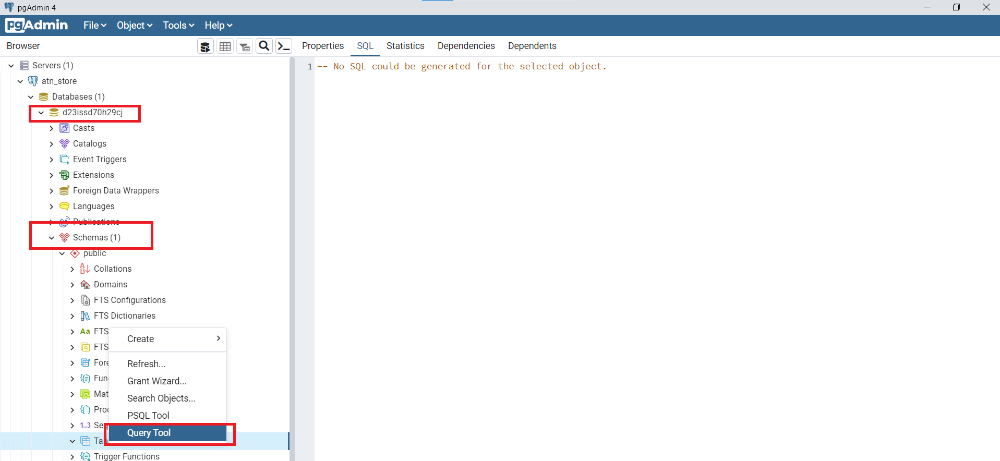 pgAdmin 4
pgAdmin File Object Tools Help
Browser
Properties SQL Statistics Dependencies Dependents
1 -- No SQL could be generated for the selected object.
Servers (1)
atn_store
Databases (1)
d23issd70h29cj
Casts
Catalogs
Event Triggers
Extensions
Foreign Data Wrappers
Languages
Publications
Schemas (1)
public
Collations
Domains
FTS Configurations
FTS Dictionaries
Aa FTS
FTS
Fore
Fun
Mat
Proc
1..3 Se
Tab
Trigger Functions
Create
Refresh...
Grant Wizard...
Search Objects...
PSQL Tool
Query Tool